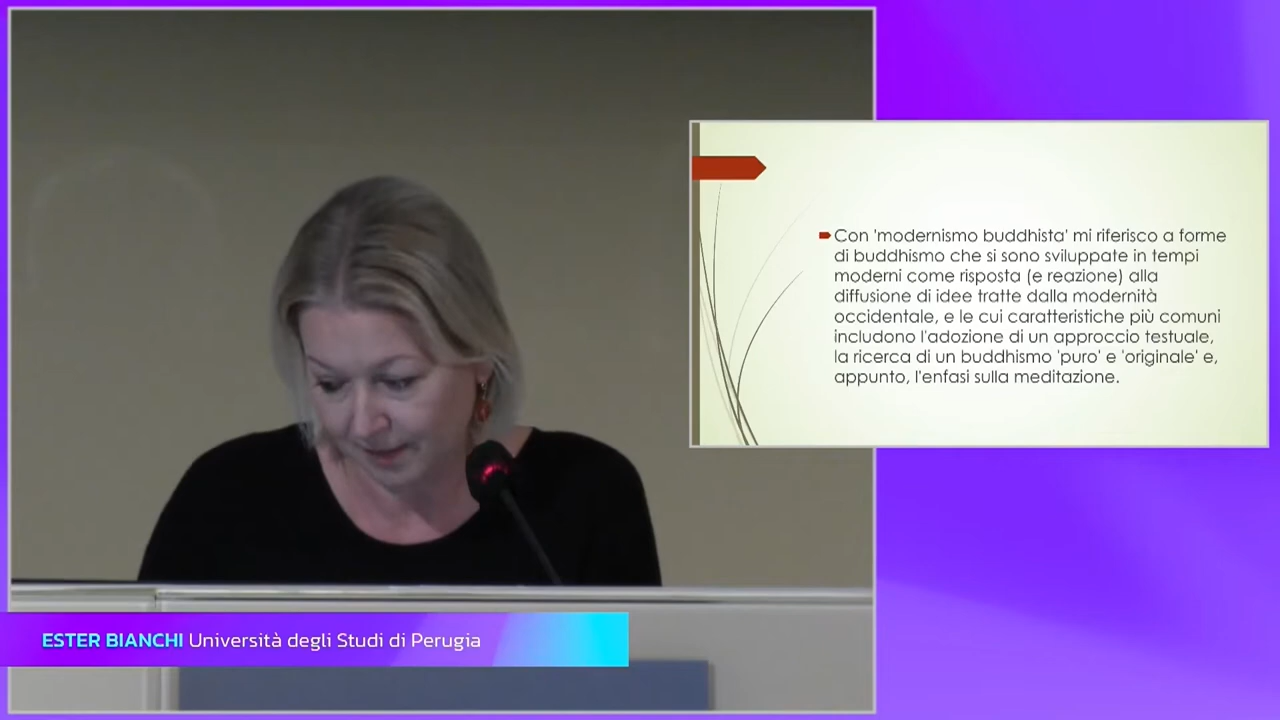 Con 'modernismo buddhista' mi riferisco a forme
di buddhismo che si sono sviluppate in tempi
moderni come risposta (e reazione) alla
diffusione di idee tratte dalla modernità
occidentale, e le cui caratteristiche più comuni
includono l'adozione di un approccio testuale,
la ricerca di un buddhismo 'puro' e 'originale' e,
appunto, l'enfasi sulla meditazione.
ESTER BIANCHI Università degli Studi di Perugia